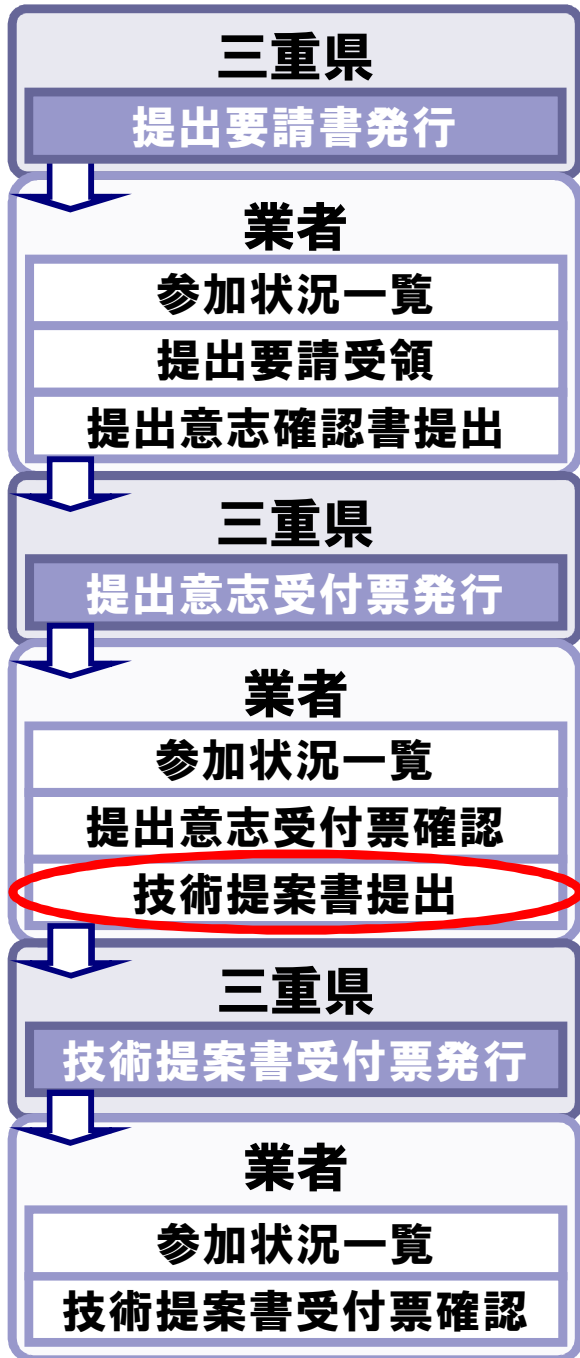 三重県
提出要請書発行
業者
参加状況一覧
提出要請受領
提出意志確認書提出
三重県
提出意志受付票発行
業者
参加状況一覧
提出意志受付票確認
技術提案書提出
三重県
技術提案書受付票発行
業者
参加状況一覧
技術提案書受付票確認